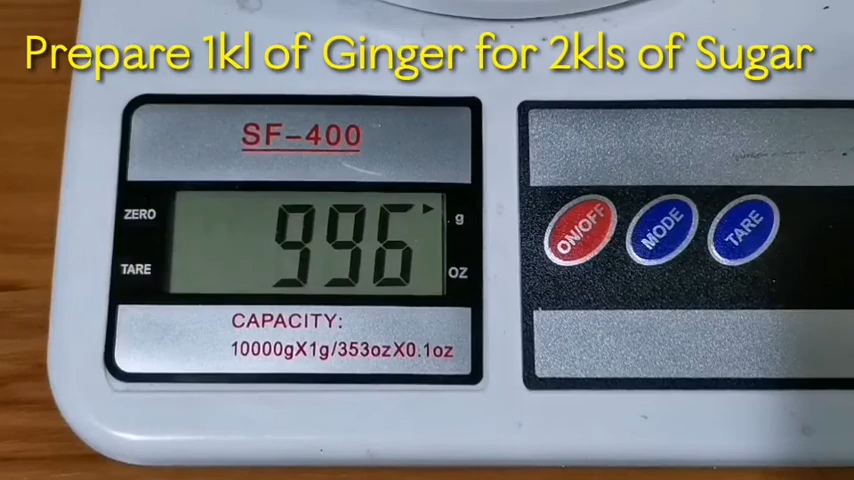 Prepare 1kl of Ginger for 2kls of Sugar
SF-400
ZERO
996
g
TARE
OZ
CAPACITY:
10000gX1g/353ozX0.1oz
ON/OFF
MODE
TARE